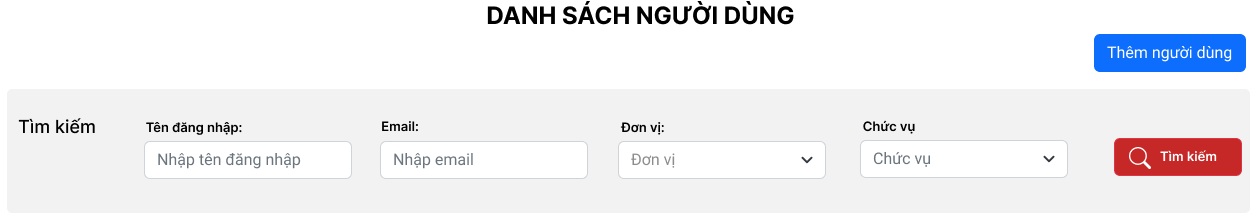 DANH SÁCH NGƯỜI DÙNG
Thêm người dùng
Tìm kiếm
Tên đăng nhập:
Nhập tên đăng nhập
Email:
Nhập email
Đơn vị:
Đơn vị
Chức vụ
Chức vụ
Tìm kiếm